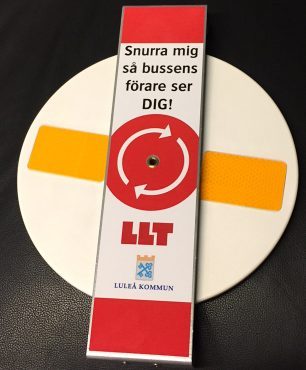 Snurra mig
så bussens
förare ser
DIG!
LLT
LULEÅ KOMMUN